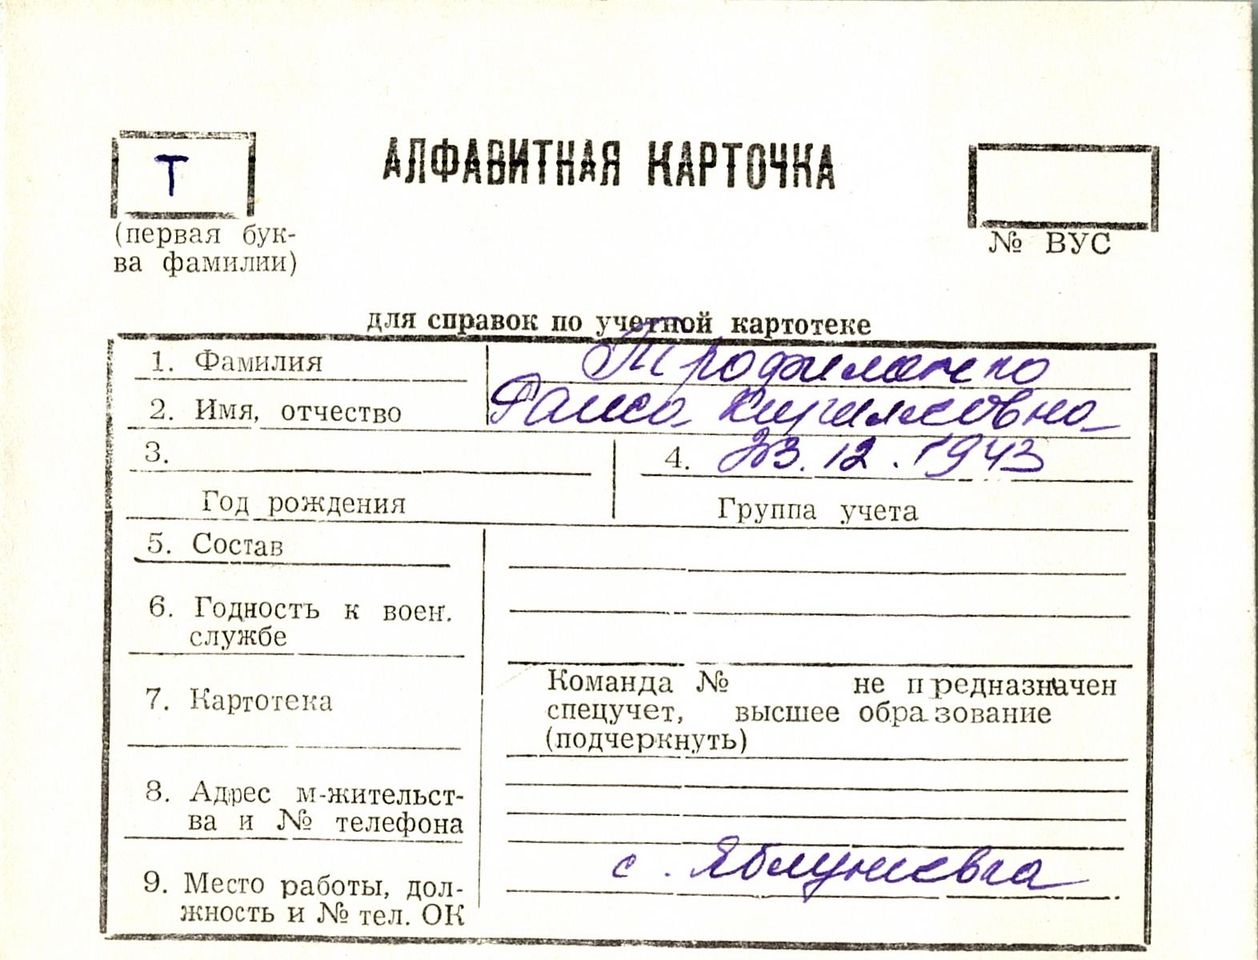 Т
АЛФАВИТНАЯ КАРТОЧКА
(первая бук-
ва фамилии)
№ ВУС
для справок по учетной картотеке
1. Фамилия
Трофименко
2. Имя, отчество
Раиса Кирилловна
3.
4. 23.12.1943
Год рождения
Группа учета
5. Состав
6. Годность к воен.
службе
7. Картотека
Команда № не предназначен
спецучет, высшее образование
(подчеркнуть)
8. Адрес м-жительст-
ва и № телефона
с. Яблуневка
9. Место работы, дол-
жность и № тел. ОК